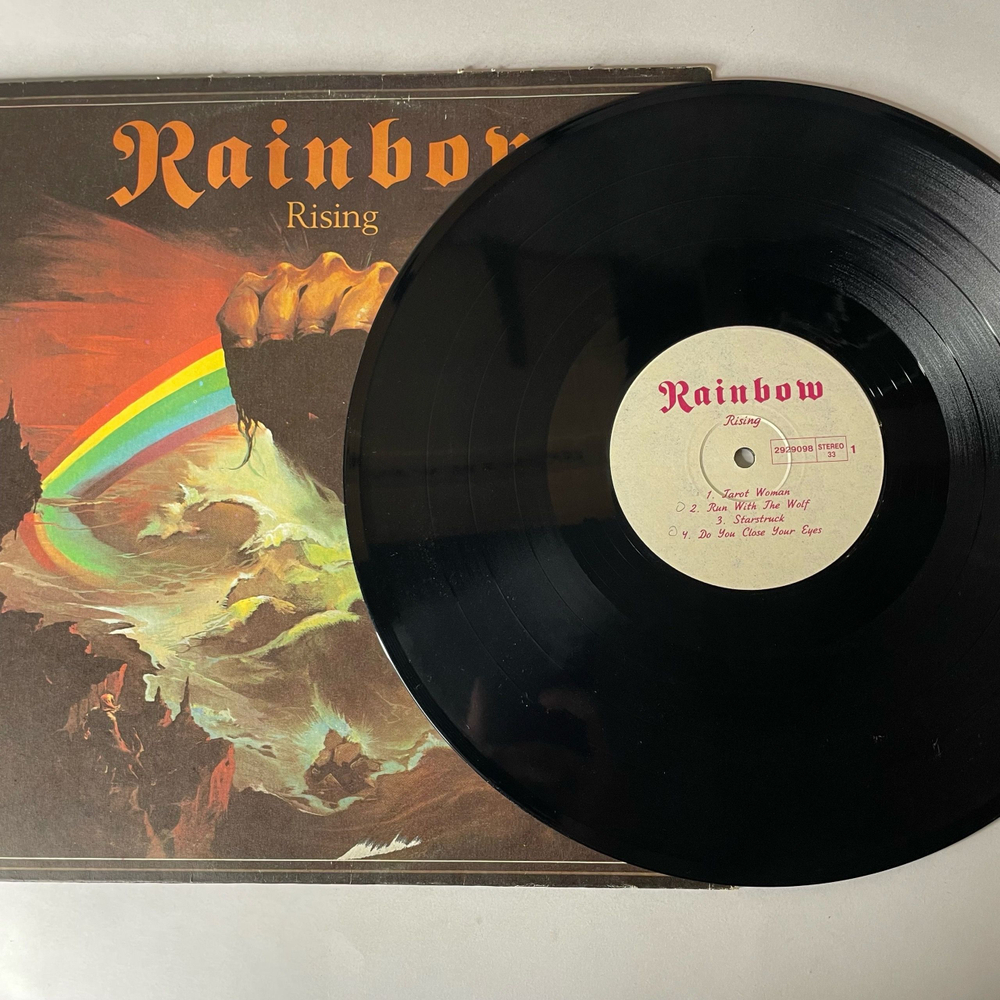 Rainbow
Rising
Rainbow
Rising
2929098 STEREO 33 1
1. Tarot Woman
2. Run With The Wolf
3. Starstruck
4. Do You Close Your Eyes